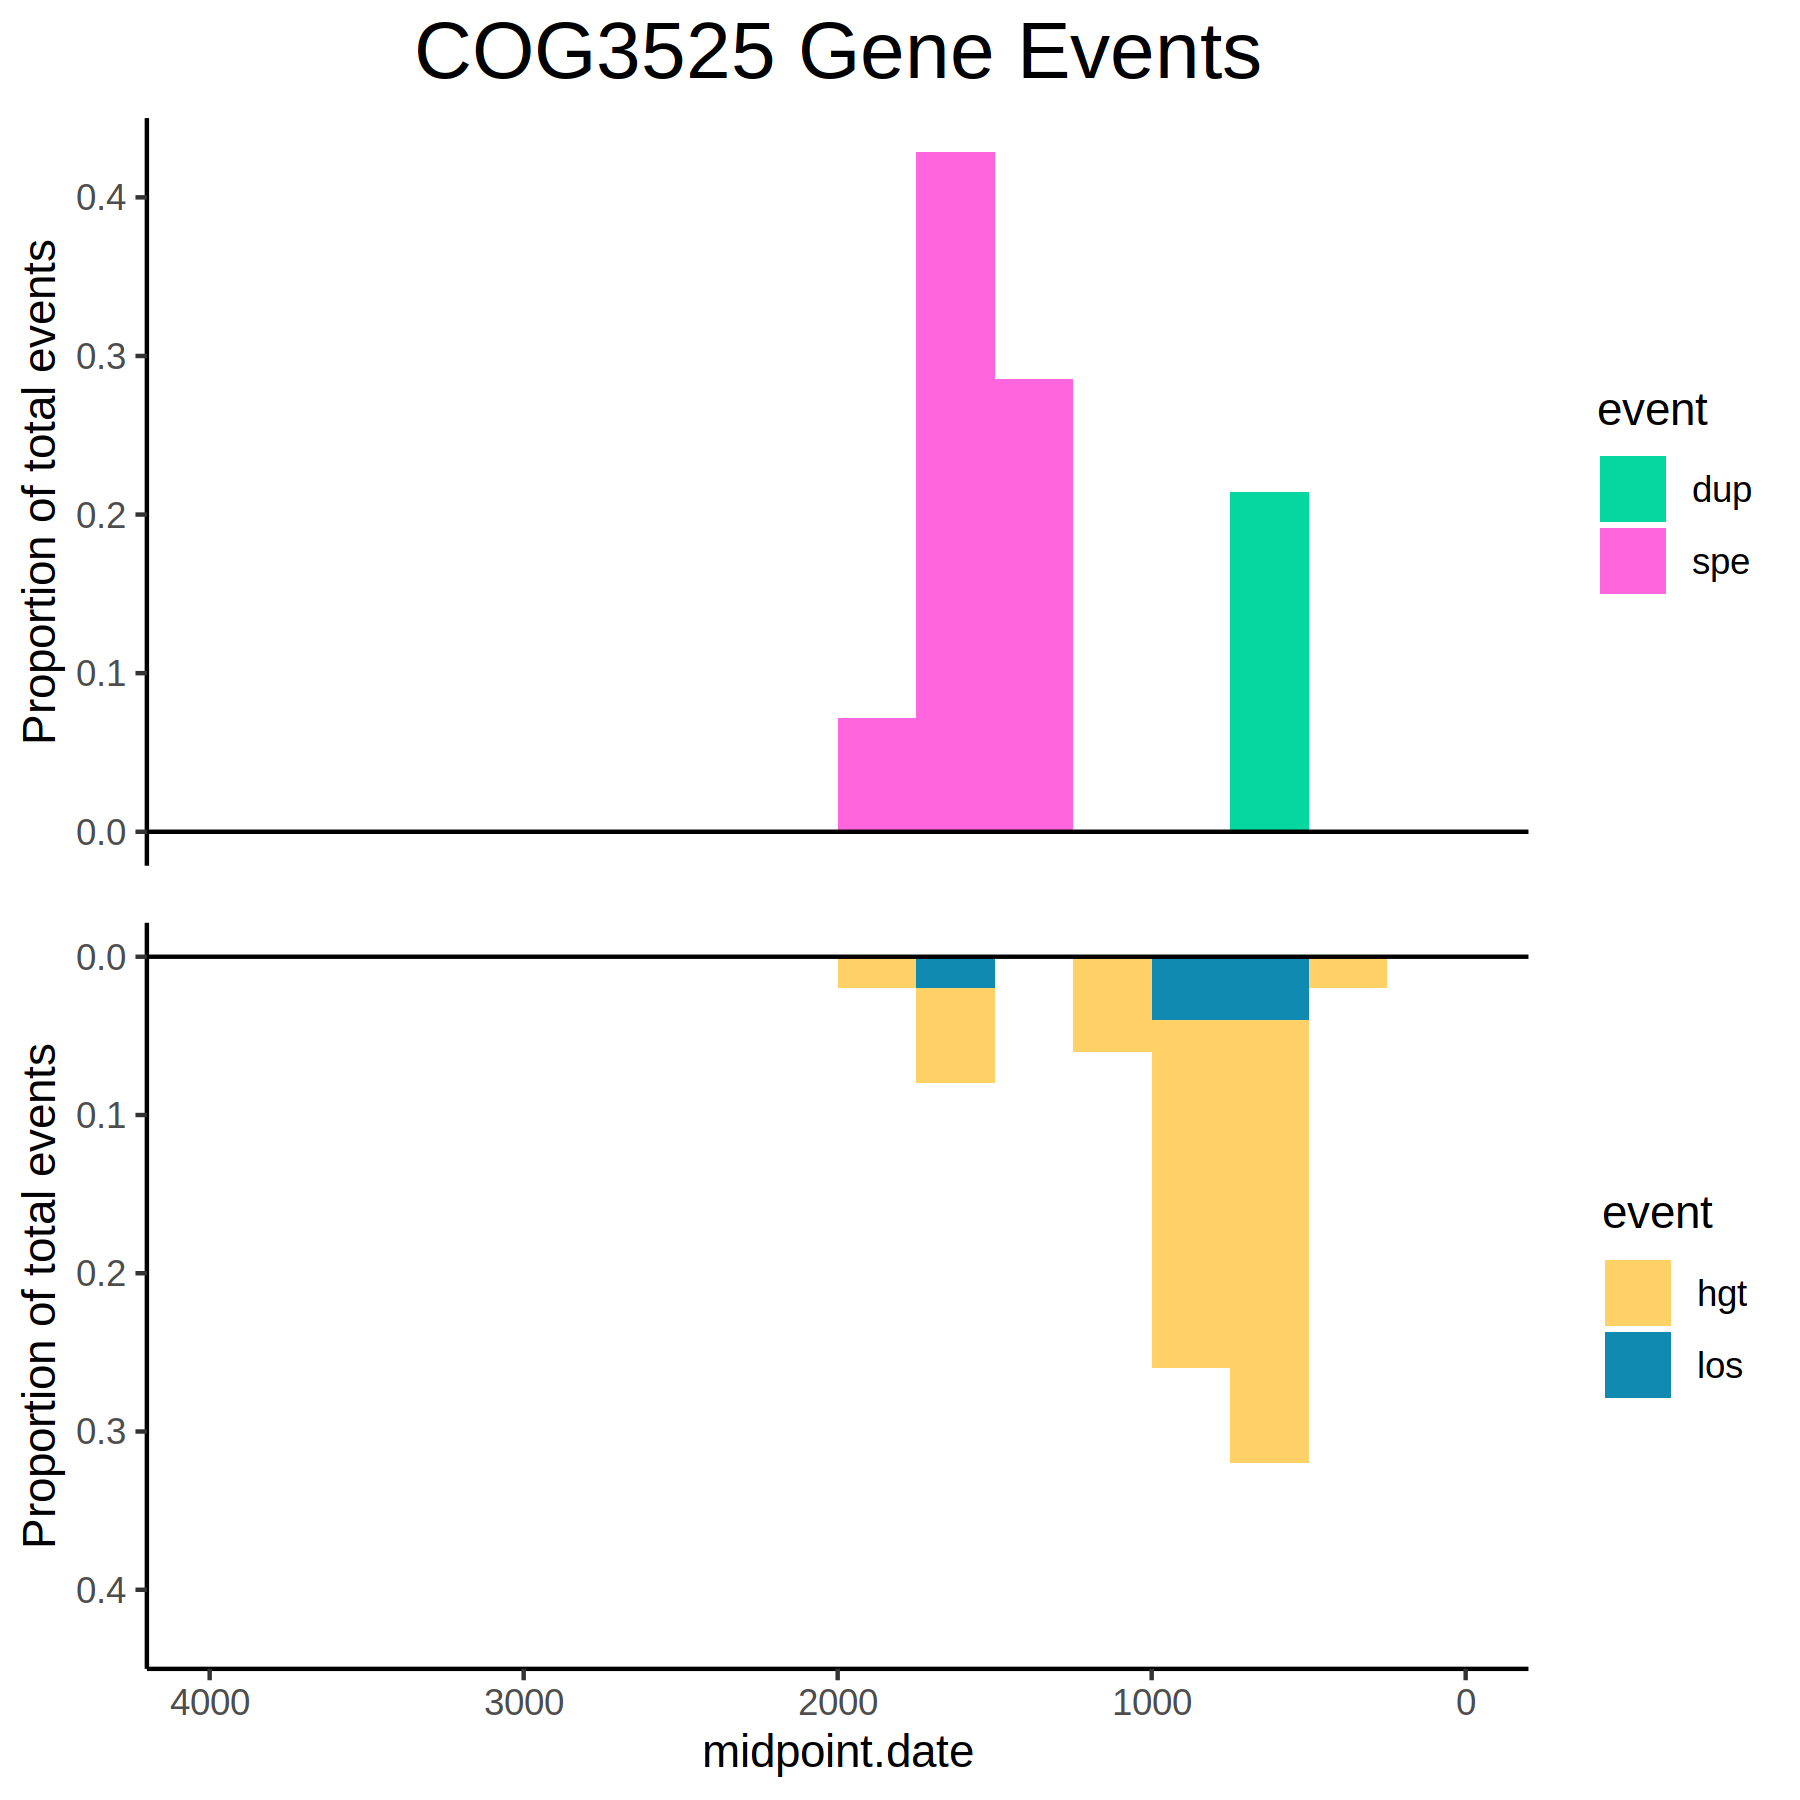 COG3525 Gene Events
Proportion of total events
0.4
0.3
0.2
0.1
0.0
event
dup
spe
Proportion of total events
0.0
0.1
0.2
0.3
0.4
event
hgt
los
4000 3000 2000 1000 0
midpoint.date